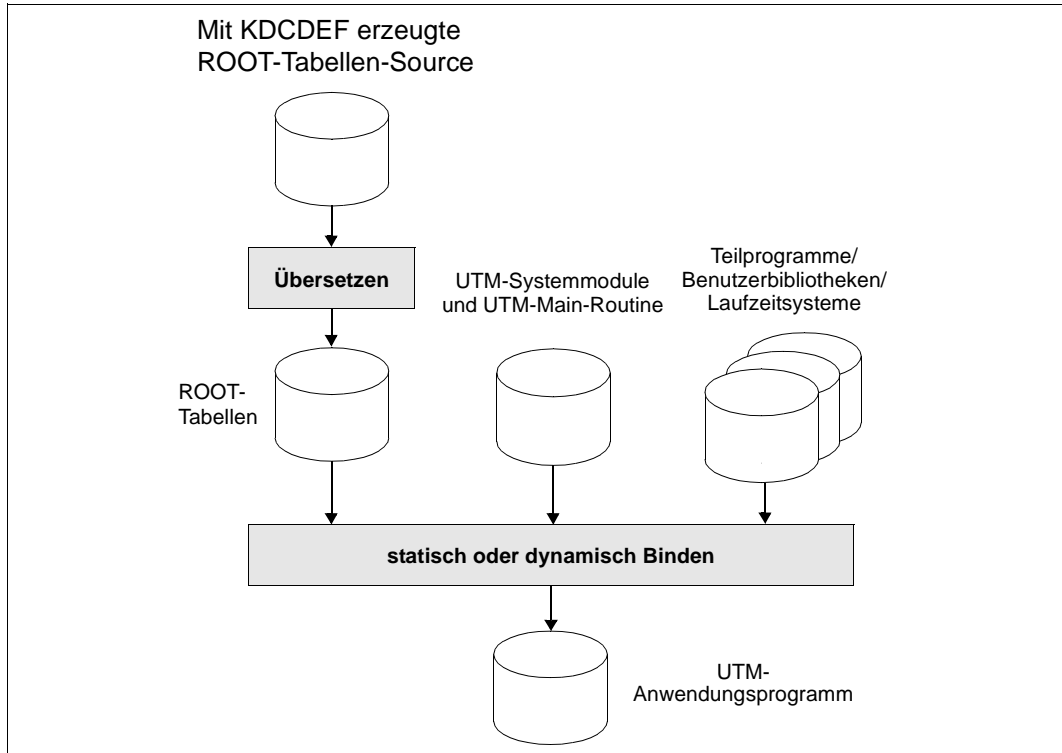 Mit KDCDEF erzeugte
ROOT-Tabellen-Source
Übersetzen
UTM-Systemmodule
und UTM-Main-Routine
Teilprogramme/
Benutzerbibliotheken/
Laufzeitsysteme
ROOT-
Tabellen
statisch oder dynamisch Binden
UTM-
Anwendungsprogramm